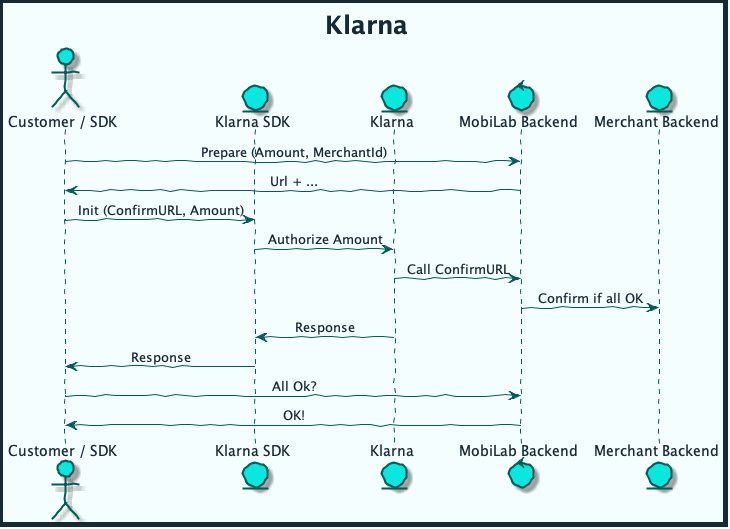 Klarna
Customer / SDK
Klarna SDK
Klarna
MobiLab Backend
Merchant Backend
Prepare (Amount, MerchantId)
Url + ...
Init (ConfirmURL, Amount)
Authorize Amount
Call ConfirmURL
Confirm if all OK
Response
Response
All Ok?
OK!
Customer / SDK
Klarna SDK
Klarna
MobiLab Backend
Merchant Backend